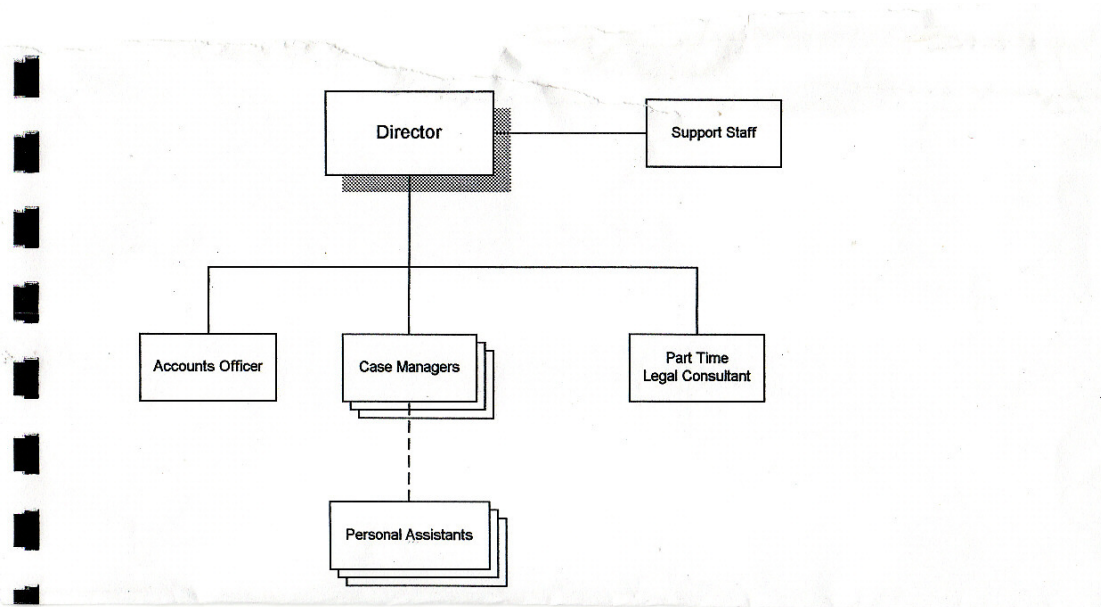 Director
Support Staff
Accounts Officer
Case Managers
Part Time
Legal Consultant
Personal Assistants